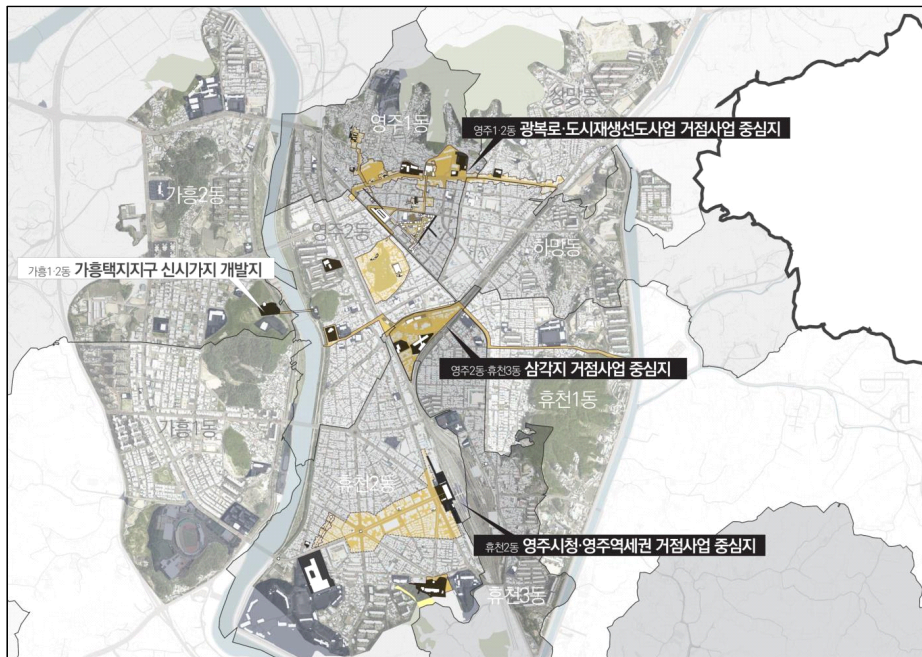 상망동
영주1동
영주1·2동 광복로·도시재생선도사업 거점사업 중심지
가흥2동
영주2동
하망동
가흥1·2동 가흥택지지구 신시가지 개발지
영주2동·휴천3동 삼각지 거점사업 중심지
휴천1동
가흥1동
휴천2동
휴천2동 영주시청·영주역세권 거점사업 중심지
휴천3동